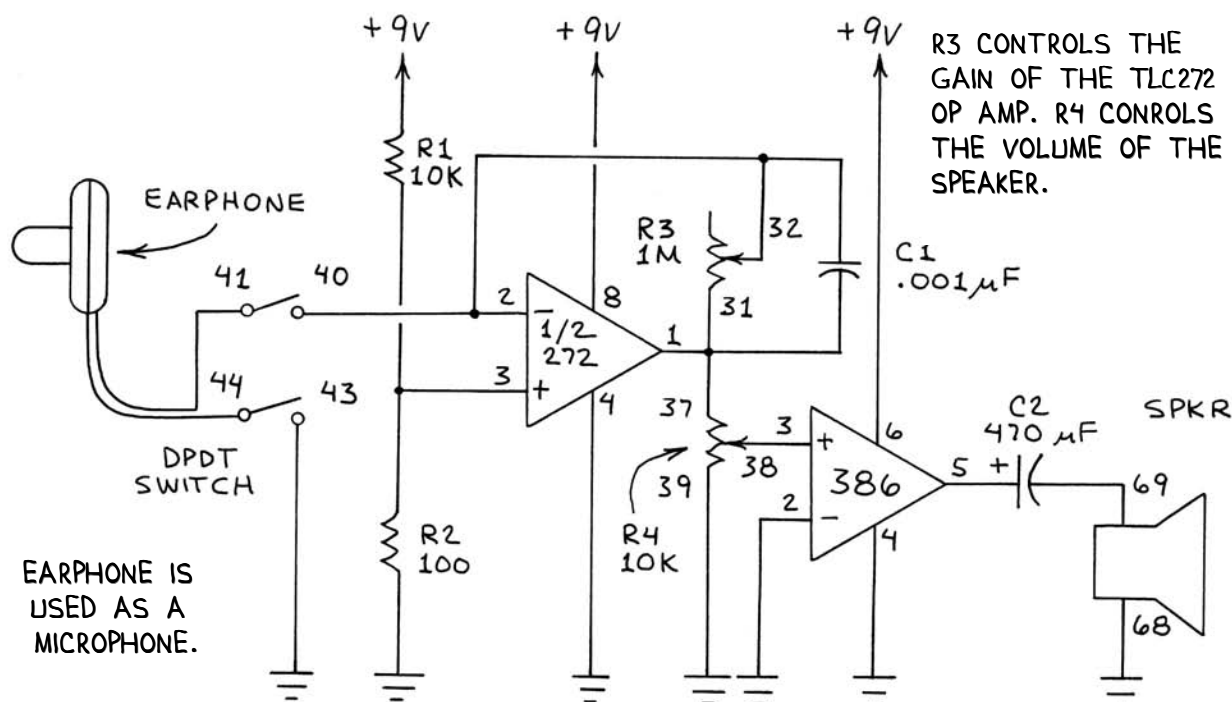 +9V
+9V
+9V
R3 CONTROLS THE
GAIN OF THE TLC272
OP AMP. R4 CONROLS
THE VOLUME OF THE
SPEAKER.
R1
10K
EARPHONE
R3
1M
32
31
C1
.001µF
41
40
2
-
1/2
272
8
1
3
+
4
44
43
DPDT
SWITCH
37
38
39
R4
10K
3
+
6
386
2
-
4
5
+
C2
470 µF
SPKR
69
68
R2
100
EARPHONE IS
USED AS A
MICROPHONE.